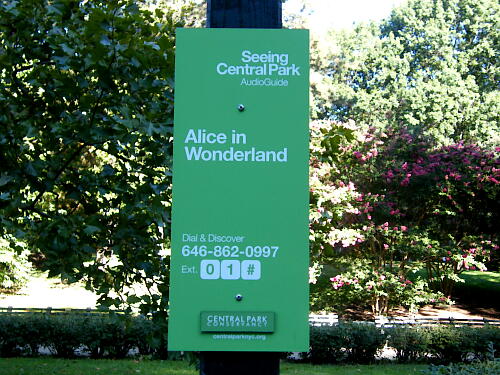 Seeing
Central Park
AudioGuide
Alice in
Wonderland
Dial & Discover
646-862-0997
Ext. 0 1 #
CENTRAL PARK
CONSERVANCY
centralparknyc.org